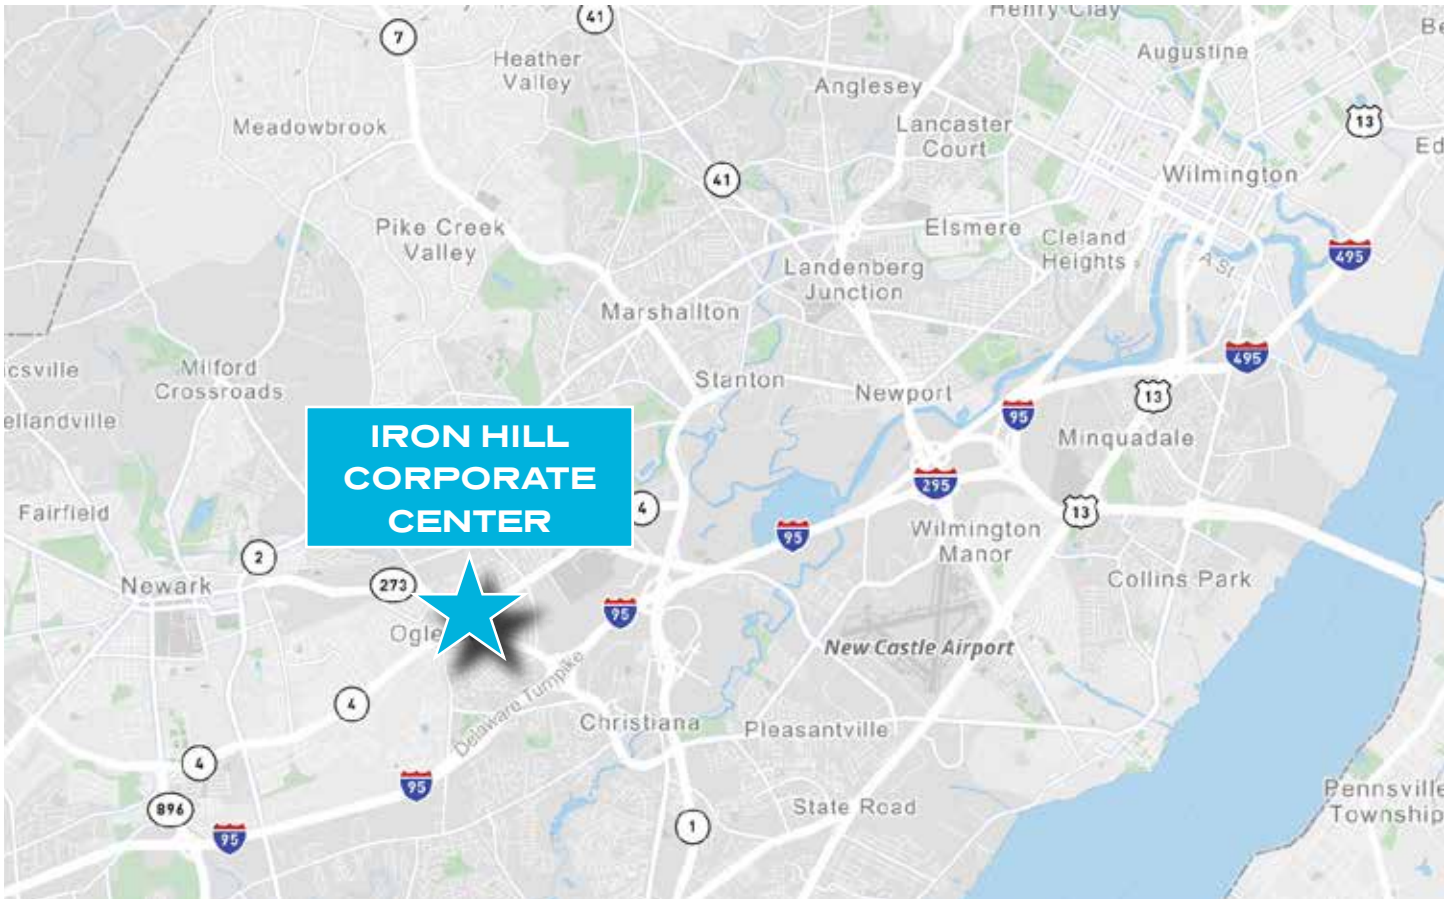 Henry Clay
41
7
Augustine
Heather
Valley
Anglesey
13
Meadowbrook
Lancaster
Court
41
Wilmington
Pike Creek
Valley
Elsmere
Cleland
Heights
495
A St
Landenberg
Junction
Marshallton
495
Milford
Crossroads
Stanton
Newport
13
95
Minquadale
IRON HILL
CORPORATE
CENTER
4
295
13
Fairfield
95
Wilmington
Manor
2
Newark
273
Collins Park
95
New Castle Airport
4
Delaware Turnpike
Christiana
Pleasantville
4
95
896
State Road
Pennsville
Township
1
95